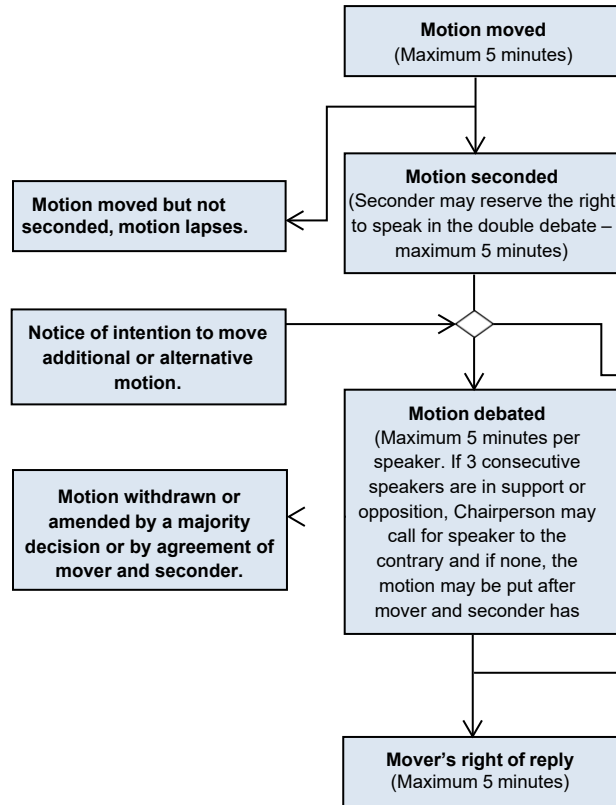 Motion moved
(Maximum 5 minutes)
Motion seconded
(Seconder may reserve the right
to speak in the double debate –
maximum 5 minutes)
Motion moved but not
seconded, motion lapses.
Notice of intention to move
additional or alternative
motion.
Motion debated
(Maximum 5 minutes per
speaker. If 3 consecutive
speakers are in support or
opposition, Chairperson may
call for speaker to the
contrary and if none, the
motion may be put after
mover and seconder has
Motion withdrawn or
amended by a majority
decision or by agreement of
mover and seconder.
Mover’s right of reply
(Maximum 5 minutes)